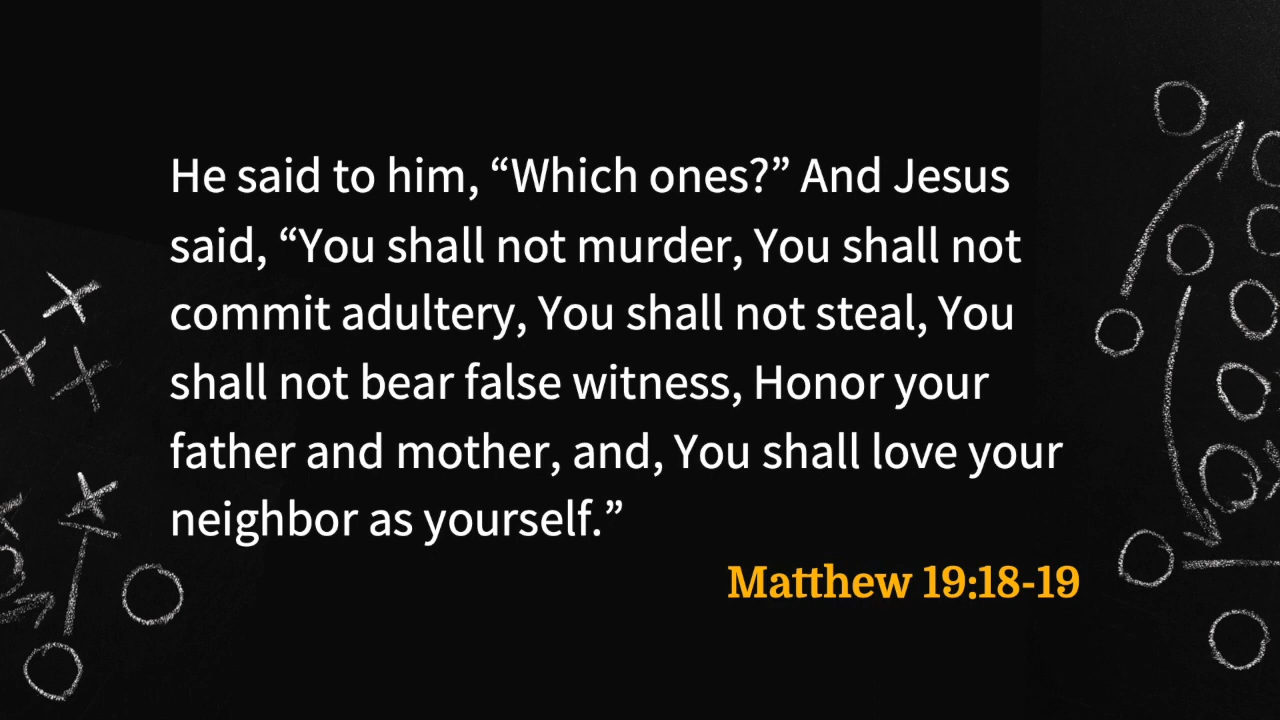 He said to him, “Which ones?” And Jesus
said, “You shall not murder, You shall not
commit adultery, You shall not steal, You
shall not bear false witness, Honor your
father and mother, and, You shall love your
neighbor as yourself.”
Matthew 19:18-19